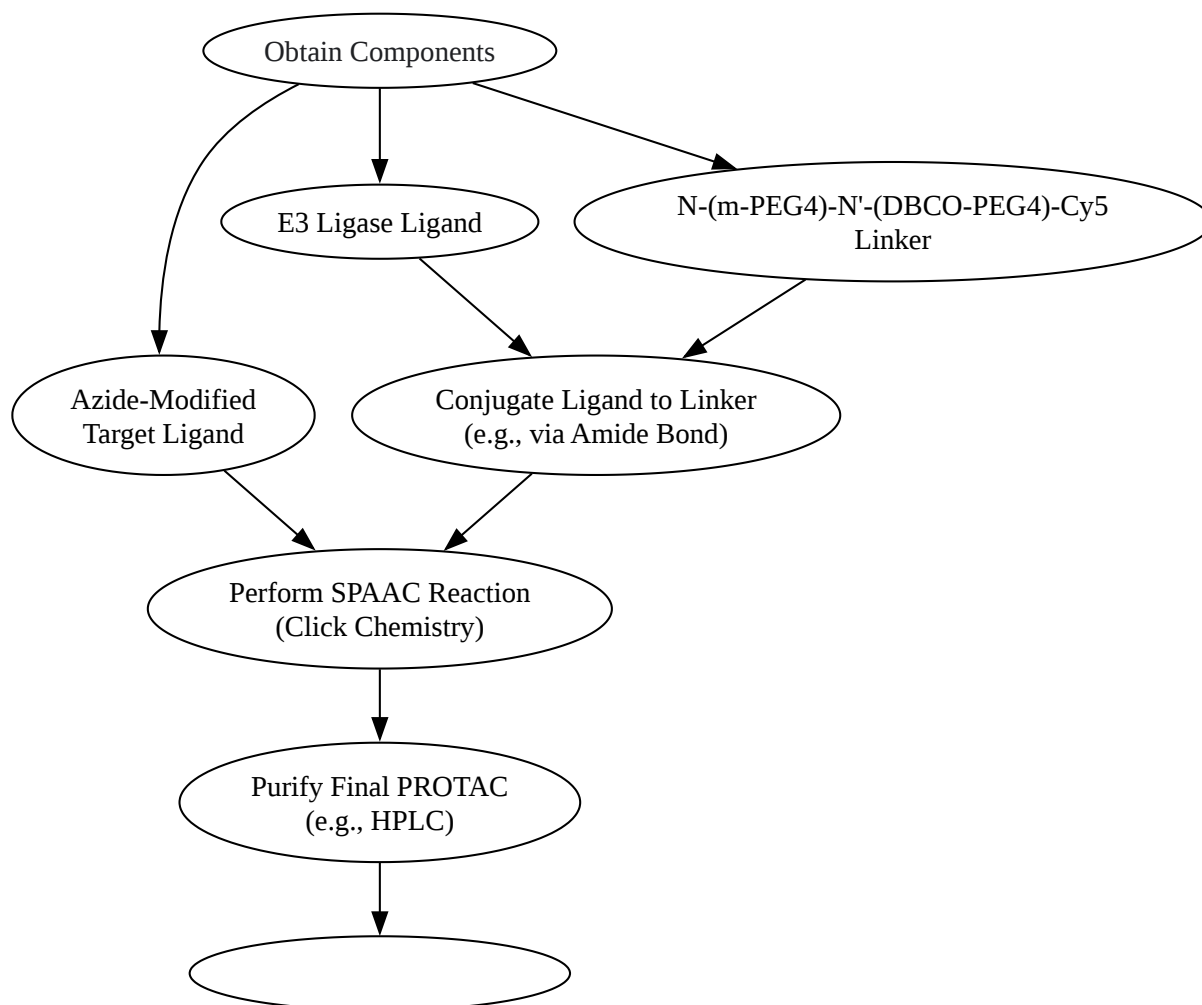 Obtain Components
E3 Ligase Ligand
N-(m-PEG4)-N'-(DBCO-PEG4)-Cy5
Linker
Azide-Modified
Target Ligand
Conjugate Ligand to Linker
(e.g., via Amide Bond)
Perform SPAAC Reaction
(Click Chemistry)
Purify Final PROTAC
(e.g., HPLC)